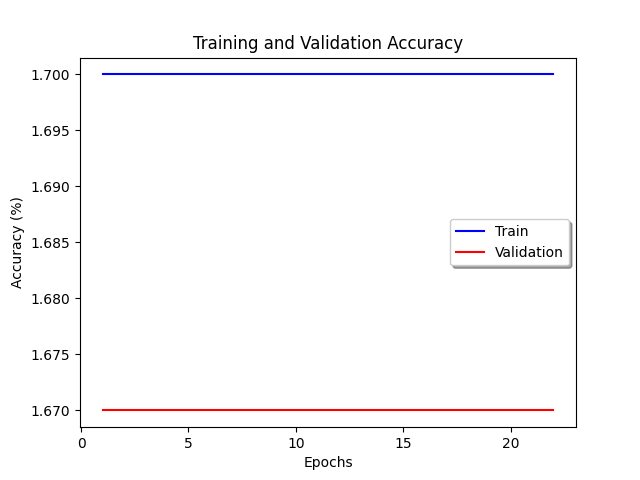 Training and Validation Accuracy
1.700
1.695
1.690
1.685
1.680
1.675
1.670
Accuracy (%)
Train
Validation
0 5 10 15 20
Epochs